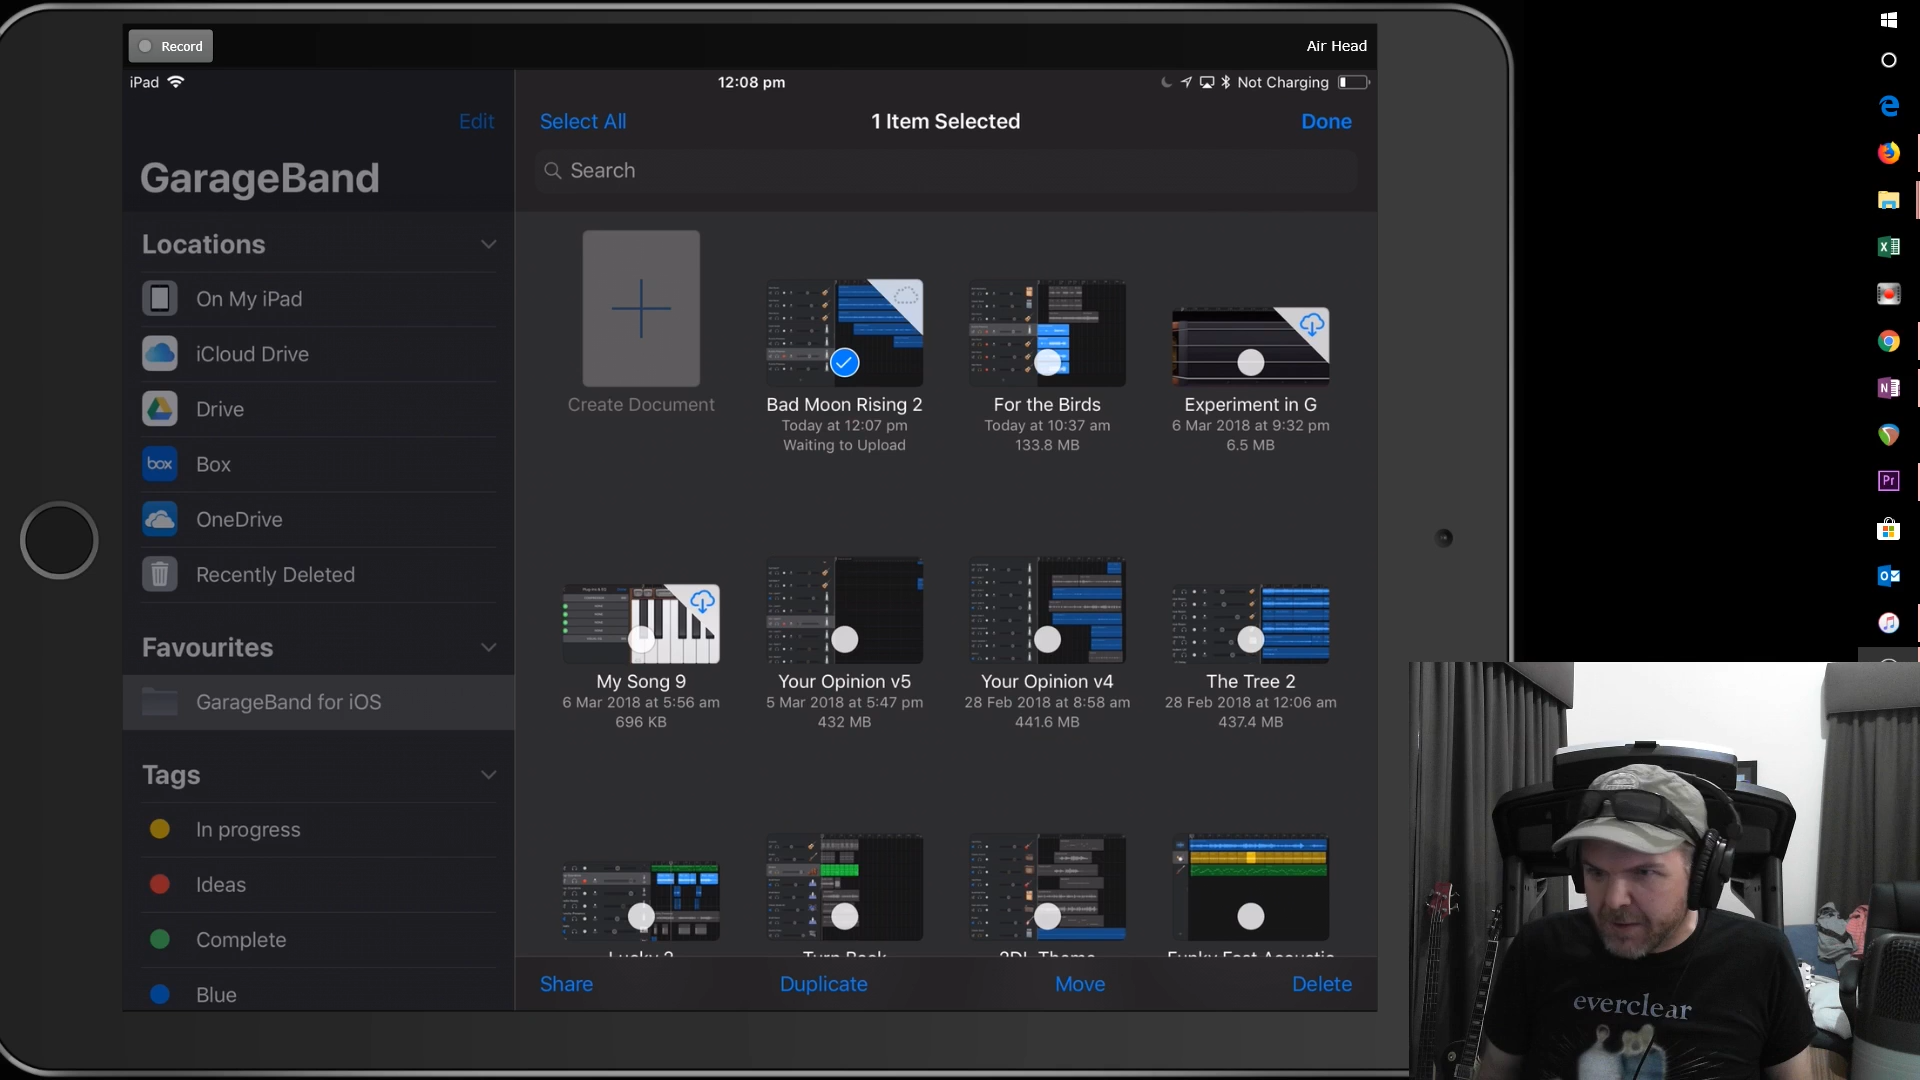 Record
Air Head
iPad
12:08 pm
Not Charging
Edit
Select All
1 Item Selected
Done
GarageBand
Search
Locations
On My iPad
iCloud Drive
Drive
box
Box
OneDrive
Recently Deleted
Favourites
GarageBand for iOS
Tags
In progress
Ideas
Complete
Blue
Create Document
Bad Moon Rising 2
Today at 12:07 pm
Waiting to Upload
For the Birds
Today at 10:37 am
133.8 MB
Experiment in G
6 Mar 2018 at 9:32 pm
6.5 MB
My Song 9
6 Mar 2018 at 5:56 am
696 KB
Your Opinion v5
5 Mar 2018 at 5:47 pm
432 MB
Your Opinion v4
28 Feb 2018 at 8:58 am
441.6 MB
The Tree 2
28 Feb 2018 at 12:06 am
437.4 MB
Share
Duplicate
Move
Delete
Pr
everclear